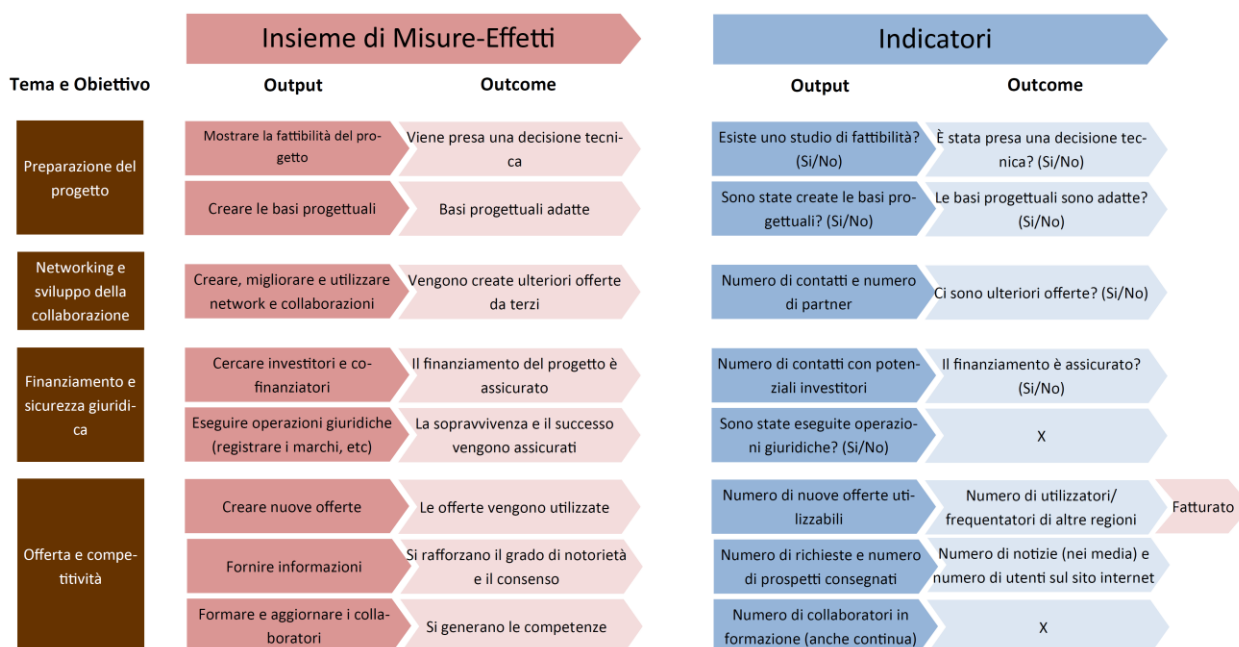 Insieme di Misure-Effetti
Indicatori
Tema e Obiettivo
Output
Outcome
Output
Outcome
Preparazione del
progetto
Mostrare la fattibilità del pro-
getto
Viene presa una decisione tecni-
ca
Esiste uno studio di fattibilità?
(Si/No)
È stata presa una decisione tec-
nica? (Si/No)
Creare le basi progettuali
Basi progettuali adatte
Sono state create le basi pro-
gettuali? (Si/No)
Le basi progettuali sono adatte?
(Si/No)
Networking e
sviluppo della
collaborazione
Creare, migliorare e utilizzare
network e collaborazioni
Vengono create ulteriori offerte
da terzi
Numero di contatti e numero
di partner
Ci sono ulteriori offerte? (Si/No)
Finanziamento e
sicurezza giuridi-
ca
Cercare investitori e co-
finanziatori
Il finanziamento del progetto è
assicurato
Numero di contatti con poten-
ziali investitori
Il finanziamento è assicurato?
(Si/No)
Eseguire operazioni giuridiche
(registrare i marchi, etc)
La sopravvivenza e il successo
vengono assicurati
Sono state eseguite operazio-
ni giuridiche? (Si/No)
X
Offerta e compe-
titività
Creare nuove offerte
Le offerte vengono utilizzate
Numero di nuove offerte uti-
lizzabili
Numero di utilizzatori/
frequentatori di altre regioni
Fatturato
Fornire informazioni
Si rafforzano il grado di notorietà
e il consenso
Numero di richieste e numero
di prospetti consegnati
Numero di notizie (nei media) e
numero di utenti sul sito internet
Formare e aggiornare i colla-
boratori
Si generano le competenze
Numero di collaboratori in
formazione (anche continua)
X